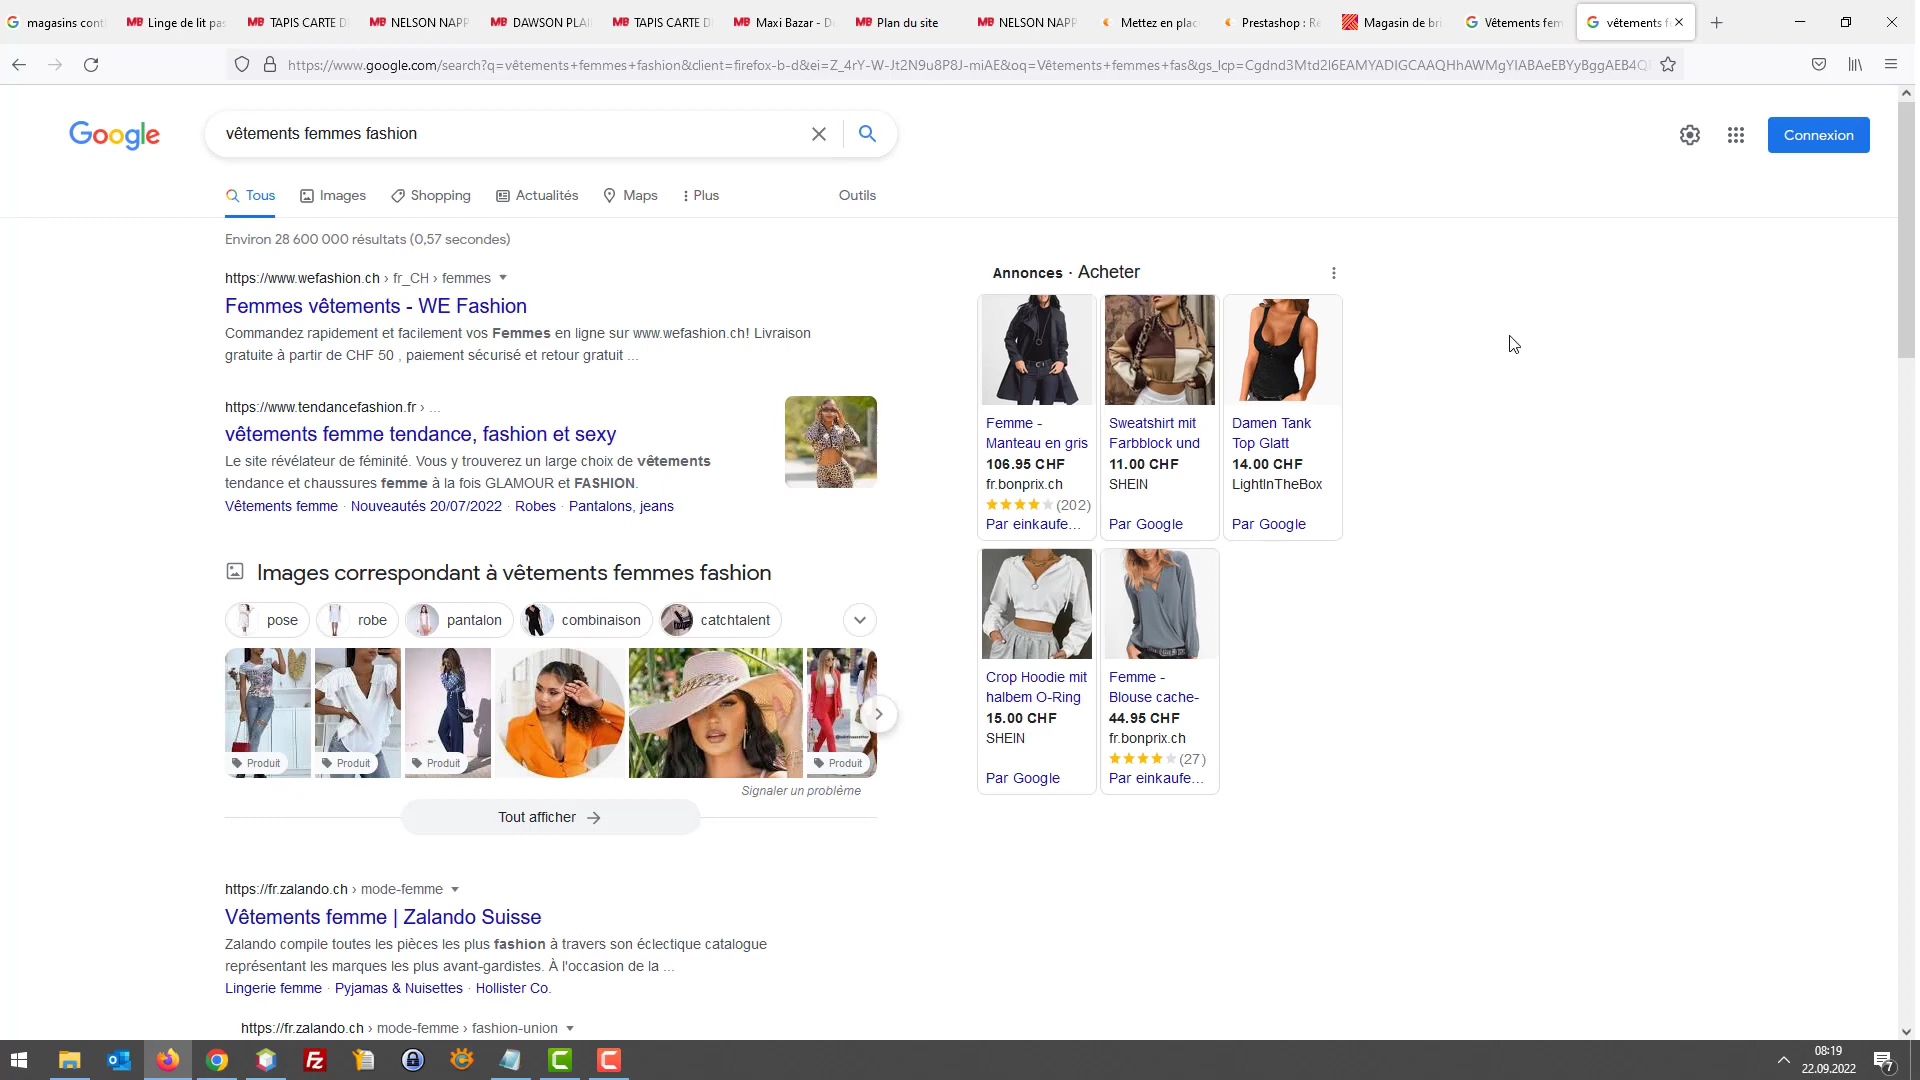 magasins cont
MB Linge de lit pas
MB TAPIS CARTE D
MB NELSON NAPP
MB DAWSON PLAI
MB TAPIS CARTE D
MB Maxi Bazar - D
MB Plan du site
MB NELSON NAPP
Mettez en plac
Prestashop : Ré
Magasin de bri
Vêtements fem
vêtements f
https://www.google.com/search?q=vêtements+femmes+fashion&client=firefox-b-d&ei=Z_4rY-W-Jt2N9u8P8J-miAE&oq=Vêtements+femmes+fas&gs_lcp=Cgdnd3Mtd2l6EAMYADIGCAAQHhAWMgYIABAeEBYyBggAEB4Q
Google
vêtements femmes fashion
Connexion
Tous
Images
Shopping
Actualités
Maps
Plus
Outils
Environ 28 600 000 résultats (0,57 secondes)
https://www.wefashion.ch › fr_CH › femmes
Femmes vêtements - WE Fashion
Commandez rapidement et facilement vos Femmes en ligne sur www.wefashion.ch! Livraison
gratuite à partir de CHF 50 , paiement sécurisé et retour gratuit ...
https://www.tendancefashion.fr › ...
vêtements femme tendance, fashion et sexy
Le site révélateur de féminité. Vous y trouverez un large choix de vêtements
tendance et chaussures femme à la fois GLAMOUR et FASHION.
Vêtements femme · Nouveautés 20/07/2022 · Robes · Pantalons, jeans
Images correspondant à vêtements femmes fashion
pose
robe
pantalon
combinaison
catchtalent
Produit
Produit
Produit
Produit
Signaler un problème
Tout afficher
https://fr.zalando.ch › mode-femme
Vêtements femme | Zalando Suisse
Zalando compile toutes les pièces les plus fashion à travers son éclectique catalogue
représentant les marques les plus avant-gardistes. À l'occasion de la ...
Lingerie femme · Pyjamas & Nuisettes · Hollister Co.
https://fr.zalando.ch › mode-femme › fashion-union
Annonces · Acheter
Femme -
Manteau en gris
106.95 CHF
fr.bonprix.ch
(202)
Par einkaufe...
Sweatshirt mit
Farbblock und
11.00 CHF
SHEIN
Par Google
Damen Tank
Top Glatt
14.00 CHF
LightInTheBox
Par Google
Crop Hoodie mit
halbem O-Ring
15.00 CHF
SHEIN
Par Google
Femme -
Blouse cache-
44.95 CHF
fr.bonprix.ch
(27)
Par einkaufe...
Fz
08:19
22.09.2022
7